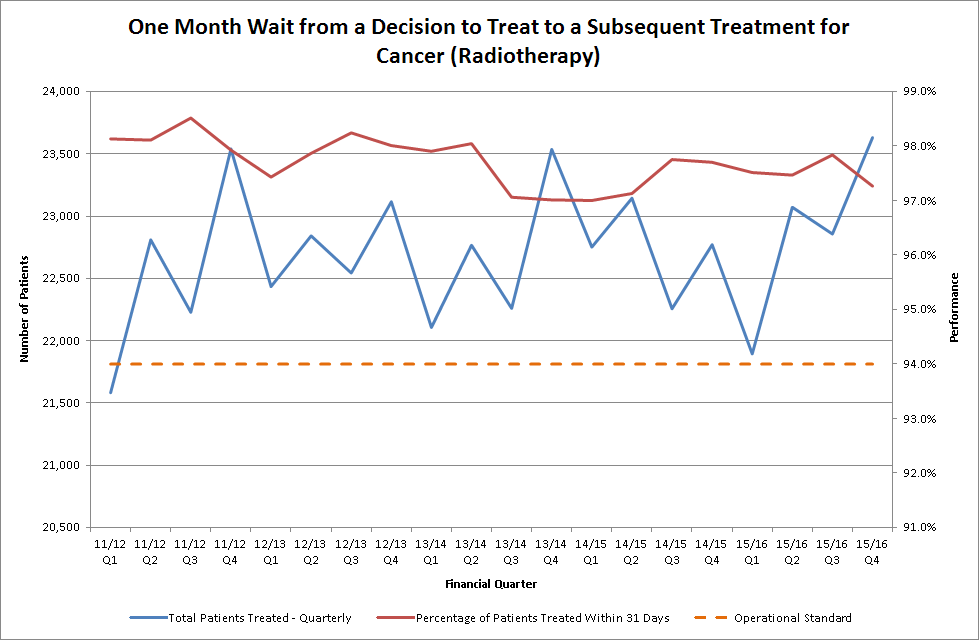 One Month Wait from a Decision to Treat to a Subsequent Treatment for
Cancer (Radiotherapy)
24,000
23,500
23,000
22,500
22,000
21,500
21,000
20,500
Number of Patients
99.0%
98.0%
97.0%
96.0%
95.0%
94.0%
93.0%
92.0%
91.0%
Performance
11/12 11/12 11/12 11/12 12/13 12/13 12/13 12/13 13/14 13/14 13/14 13/14 14/15 14/15 14/15 14/15 15/16 15/16 15/16 15/16
Q1 Q2 Q3 Q4 Q1 Q2 Q3 Q4 Q1 Q2 Q3 Q4 Q1 Q2 Q3 Q4 Q1 Q2 Q3 Q4
Financial Quarter
Total Patients Treated - Quarterly Percentage of Patients Treated Within 31 Days Operational Standard